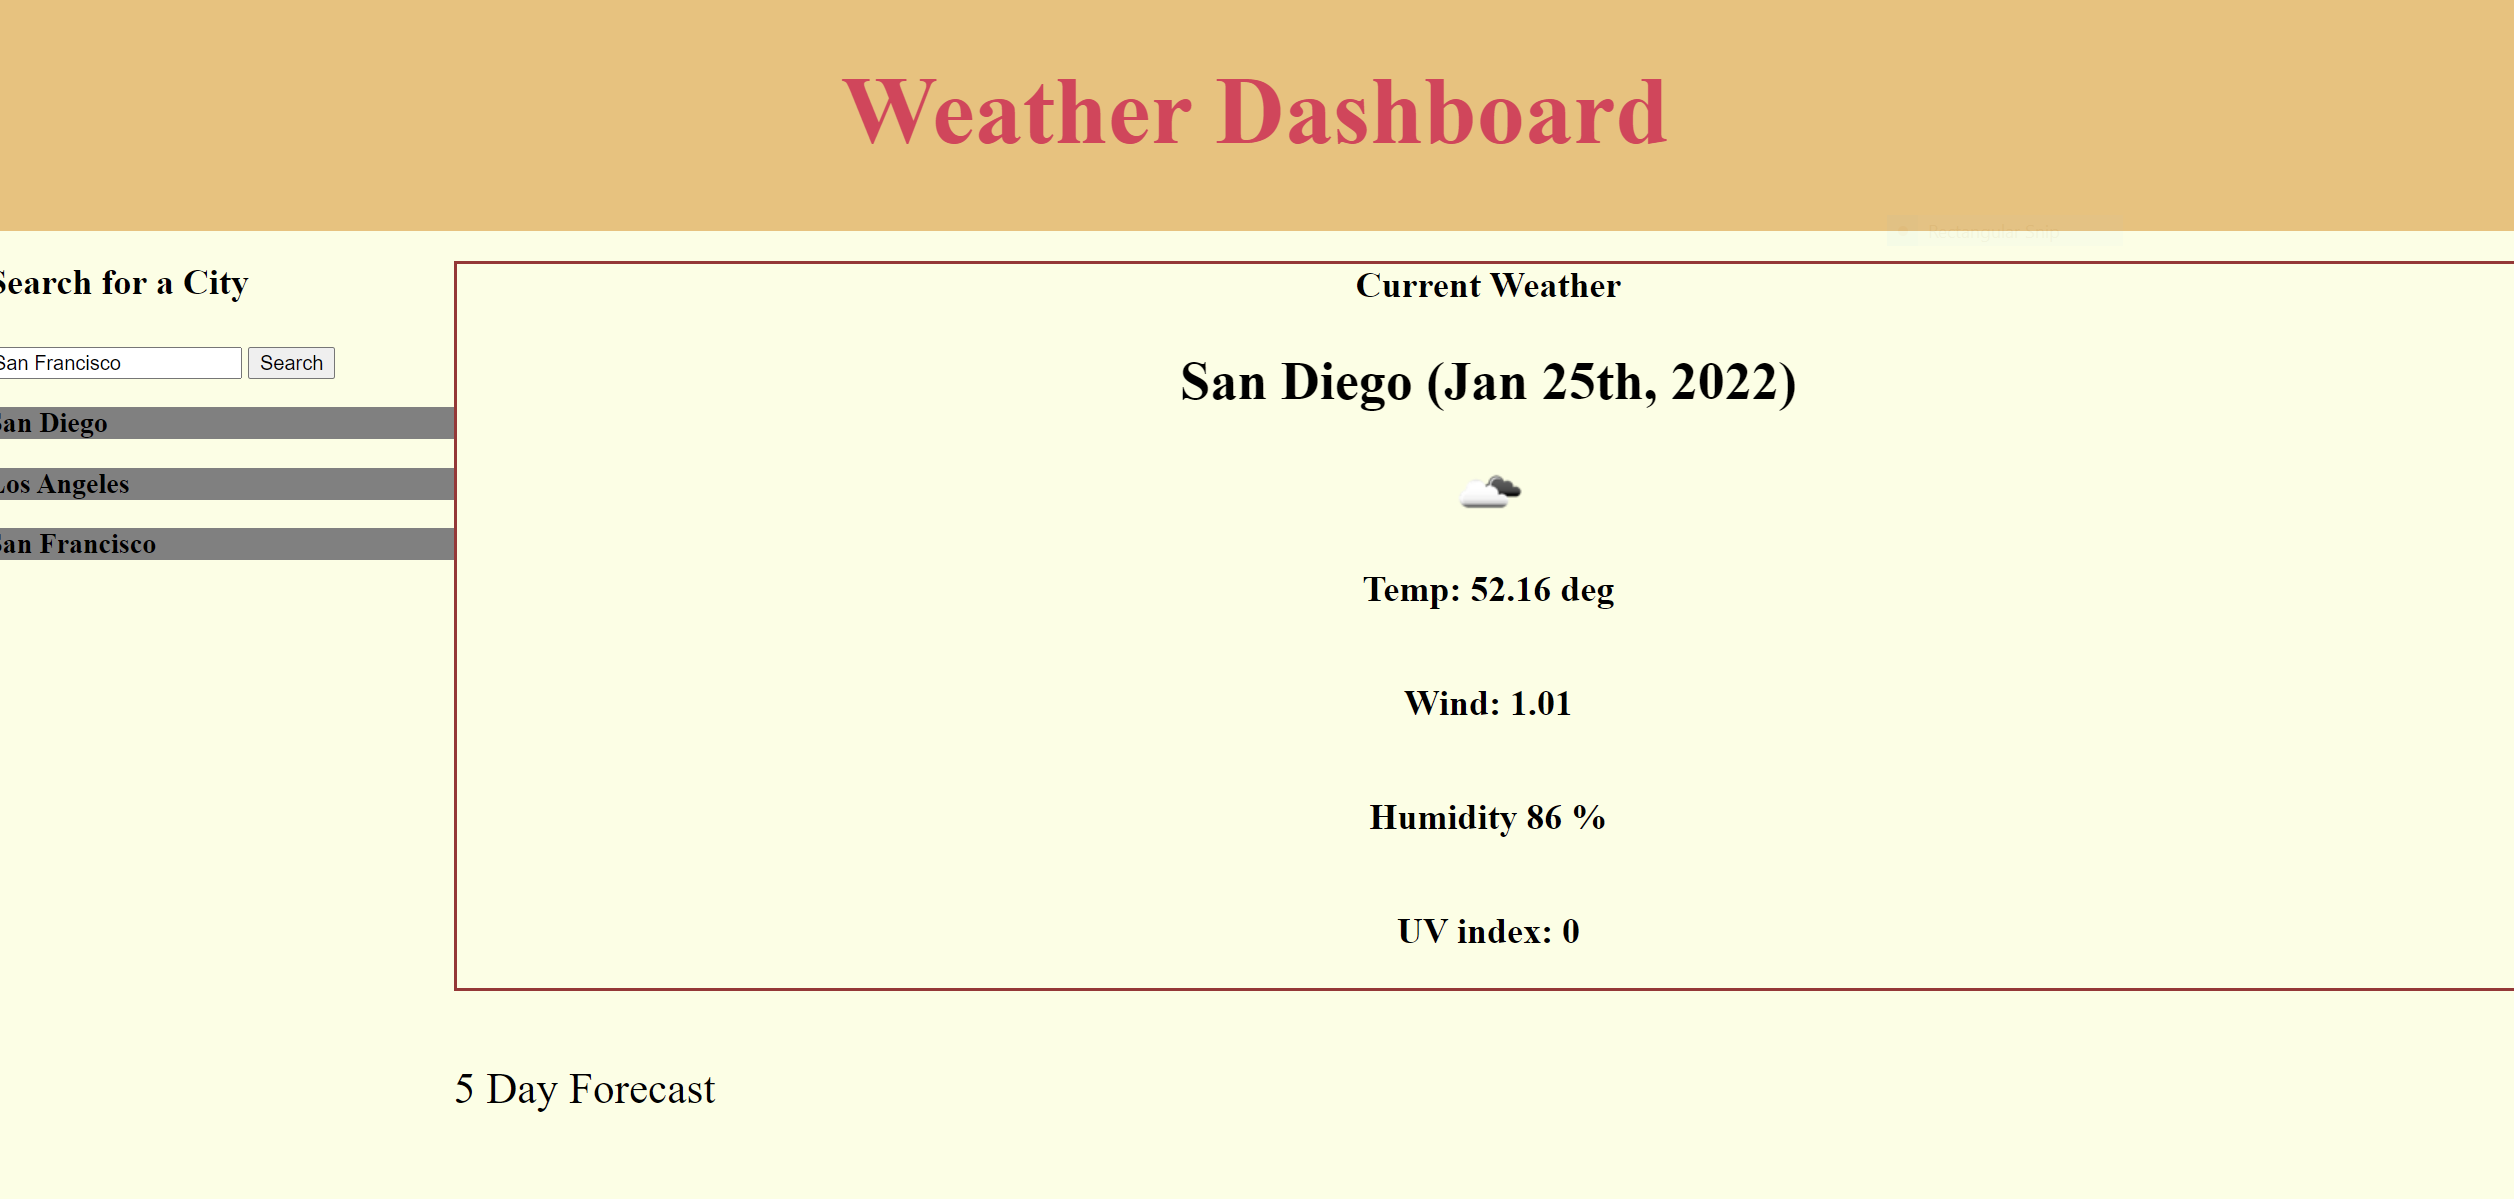 Weather Dashboard
Search for a City
San Francisco
Search
San Diego
Los Angeles
San Francisco
Current Weather
San Diego (Jan 25th, 2022)
Temp: 52.16 deg
Wind: 1.01
Humidity 86 %
UV index: 0
5 Day Forecast